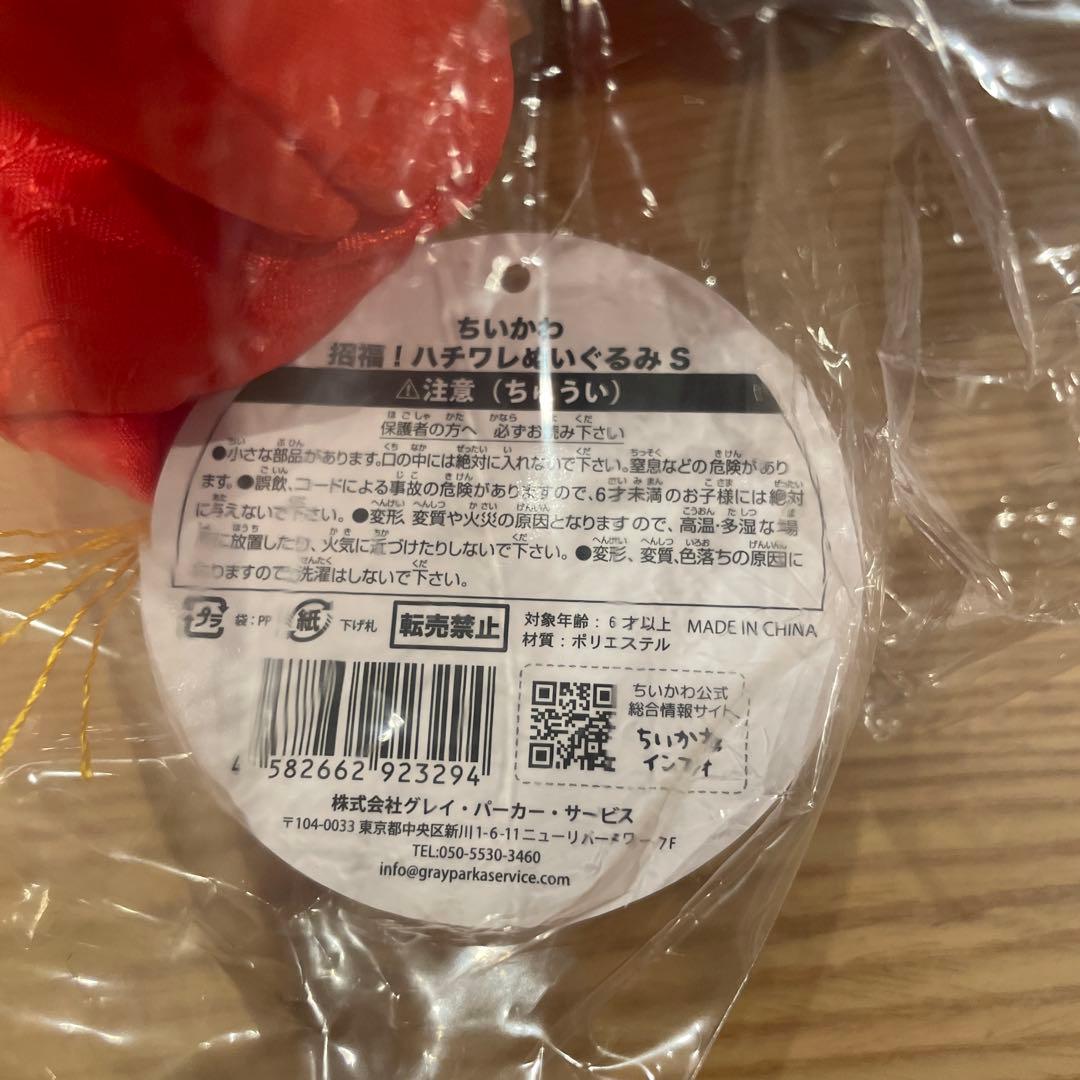 ちいかわ
招福！ハチワレぬいぐるみ S
⚠注意（ちゅうい）
保護者の方へ 必ずお読み下さい
●小さな部品があります。口の中には絶対に入れないで下さい。窒息などの危険があり
ます。●誤飲、コードによる事故の危険がありますので、6才未満のお子様には絶対
に与えないで下さい。●変形、変質や火災の原因となりますので、高温・多湿な場
に放置したり、火気に近づけたりしないで下さい。●変形、変質、色落ちの原因に
りますので、洗濯はしないで下さい。
プラ 袋：PP 紙 下げ札 転売禁止 対象年齢：6才以上 MADE IN CHINA
材質：ポリエステル
ちいかわ公式
総合情報サイト
ちいかわ
インフォ
4 582662 923294
株式会社グレイ・パーカー・サービス
〒104-0033 東京都中央区新川1-6-11ニューリバータワー 7F
TEL:050-5530-3460
info@grayparkaservice.com